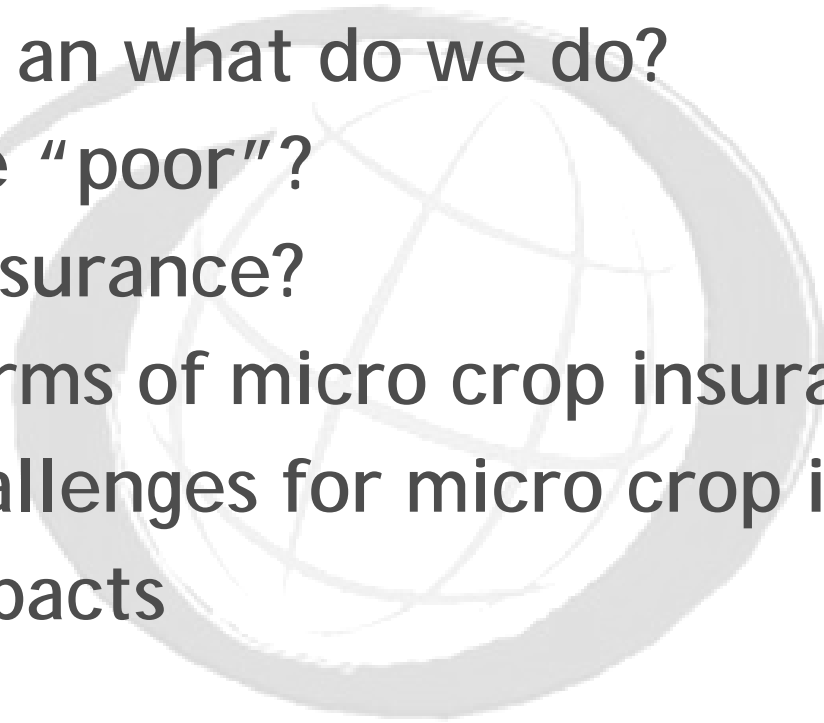 an what do we do?
e “poor”?
surance?
rms of micro crop insura
allenges for micro crop i
pacts